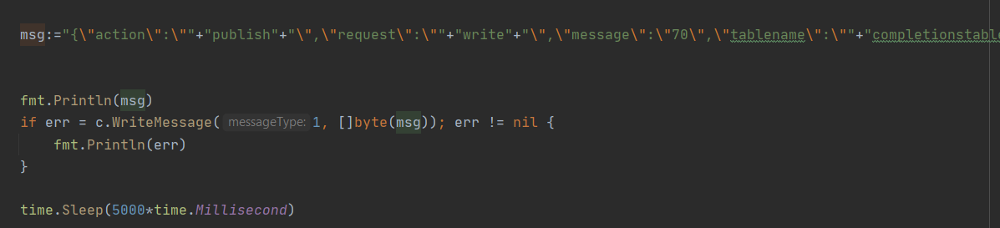 msg:="{\"action\":\""+"publish"+"\",\"request\":\""+"write"+"\",\"message\":\"70\",\"tablename\":\""+"completionstable
fmt.Println(msg)
if err = c.WriteMessage( messageType: 1, []byte(msg)); err != nil {
fmt.Println(err)
}
time.Sleep(5000*time.Millisecond)